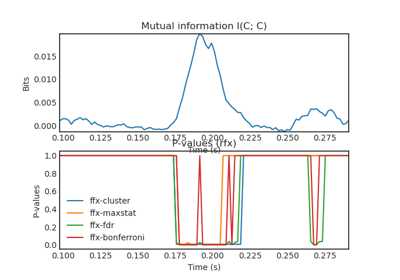 Mutual information I(C; C)
Bits
0.015
0.010
0.005
0.000
0.100 0.125 0.150 0.175 0.200 0.225 0.250 0.275
Time (s)
P-values (rfx)
P-values
1.0
0.8
0.6
0.4
0.2
0.0
ffx-cluster
ffx-maxstat
ffx-fdr
ffx-bonferroni
0.100 0.125 0.150 0.175 0.200 0.225 0.250 0.275
Time (s)